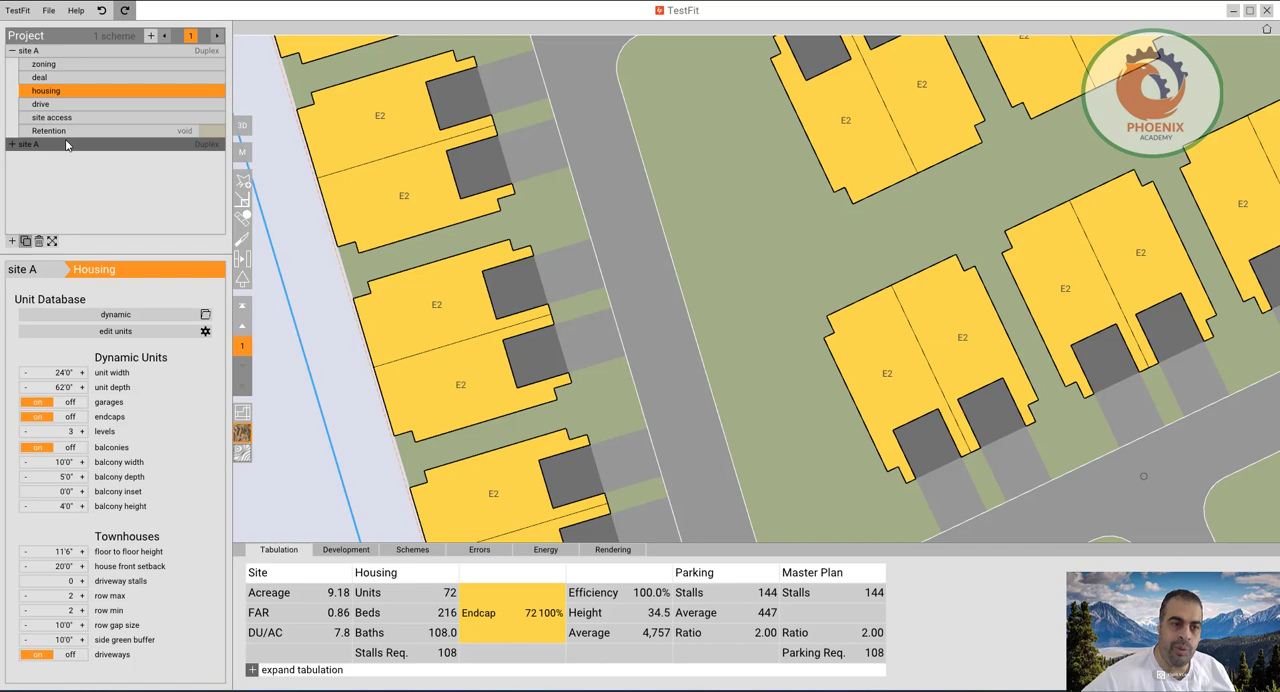 TestFit File Help
TestFit
Project 1 scheme + 1
site A Duplex
zoning
deal
housing
drive
site access
Retention void
+ site A Duplex
site A Housing
Unit Database
dynamic
edit units
Dynamic Units
- 24'0" + unit width
- 62'0" + unit depth
on off garages
on off endcaps
- 3 + levels
on off balconies
- 10'0" + balcony width
- 5'0" + balcony depth
0'0" + balcony inset
- 4'0" + balcony height
Townhouses
- 11'6" + floor to floor height
- 20'0" + house front setback
0 + driveway stalls
- 2 + row max
- 2 + row min
- 10'0" + row gap size
- 10'0" + side green buffer
on off driveways
3D
M
1
E2
E2
E2
E2
E2
E2
E2
E2
E2
E2
E2
E2
E2
E2
PHOENIX
ACADEMY
Tabulation Development Schemes Errors Energy Rendering
Site Housing Parking Master Plan
Acreage 9.18 Units 72 Efficiency 100.0% Stalls 144 Stalls 144
FAR 0.86 Beds 216 Endcap 72 100% Height 34.5 Average 447
DU/AC 7.8 Baths 108.0 Average 4,757 Ratio 2.00 Ratio 2.00
Stalls Req. 108 Parking Req. 108
+ expand tabulation